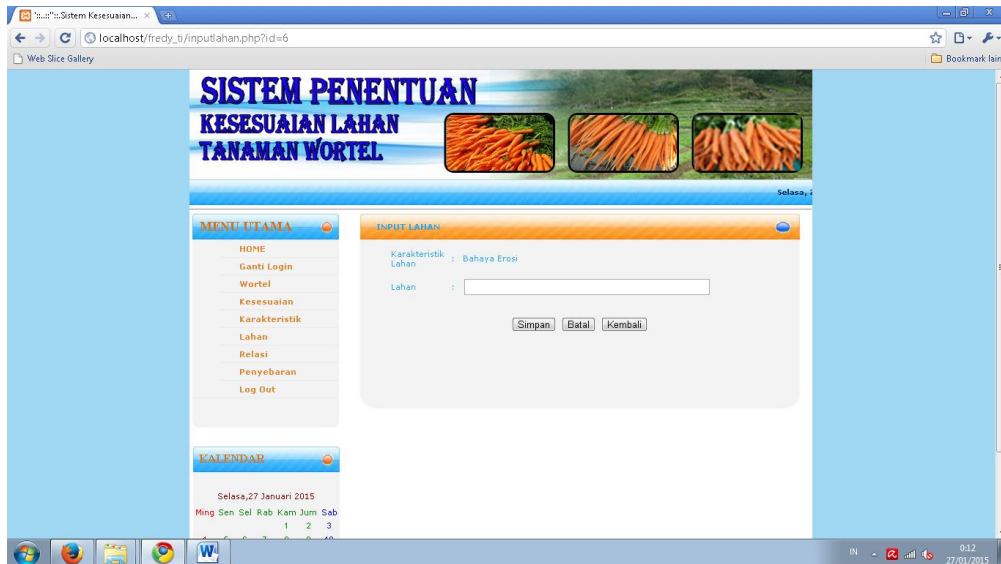 '::..::"::.Sistem Kesesuaian...
localhost/fredy_ti/inputlahan.php?id=6
Web Slice Gallery
Bookmark lain
SISTEM PENENTUAN
KESESUAIAN LAHAN
TANAMAN WORTEL
Selasa, 2
MENU UTAMA
HOME
Ganti Login
Wortel
Kesesuaian
Karakteristik
Lahan
Relasi
Penyebaran
Log Out
INPUT LAHAN
Karakteristik Lahan : Bahaya Erosi
Lahan :
Simpan Batal Kembali
KALENDAR
Selasa,27 Januari 2015
Ming Sen Sel Rab Kam Jum Sab
1 2 3
IN
0:12
27/01/2015